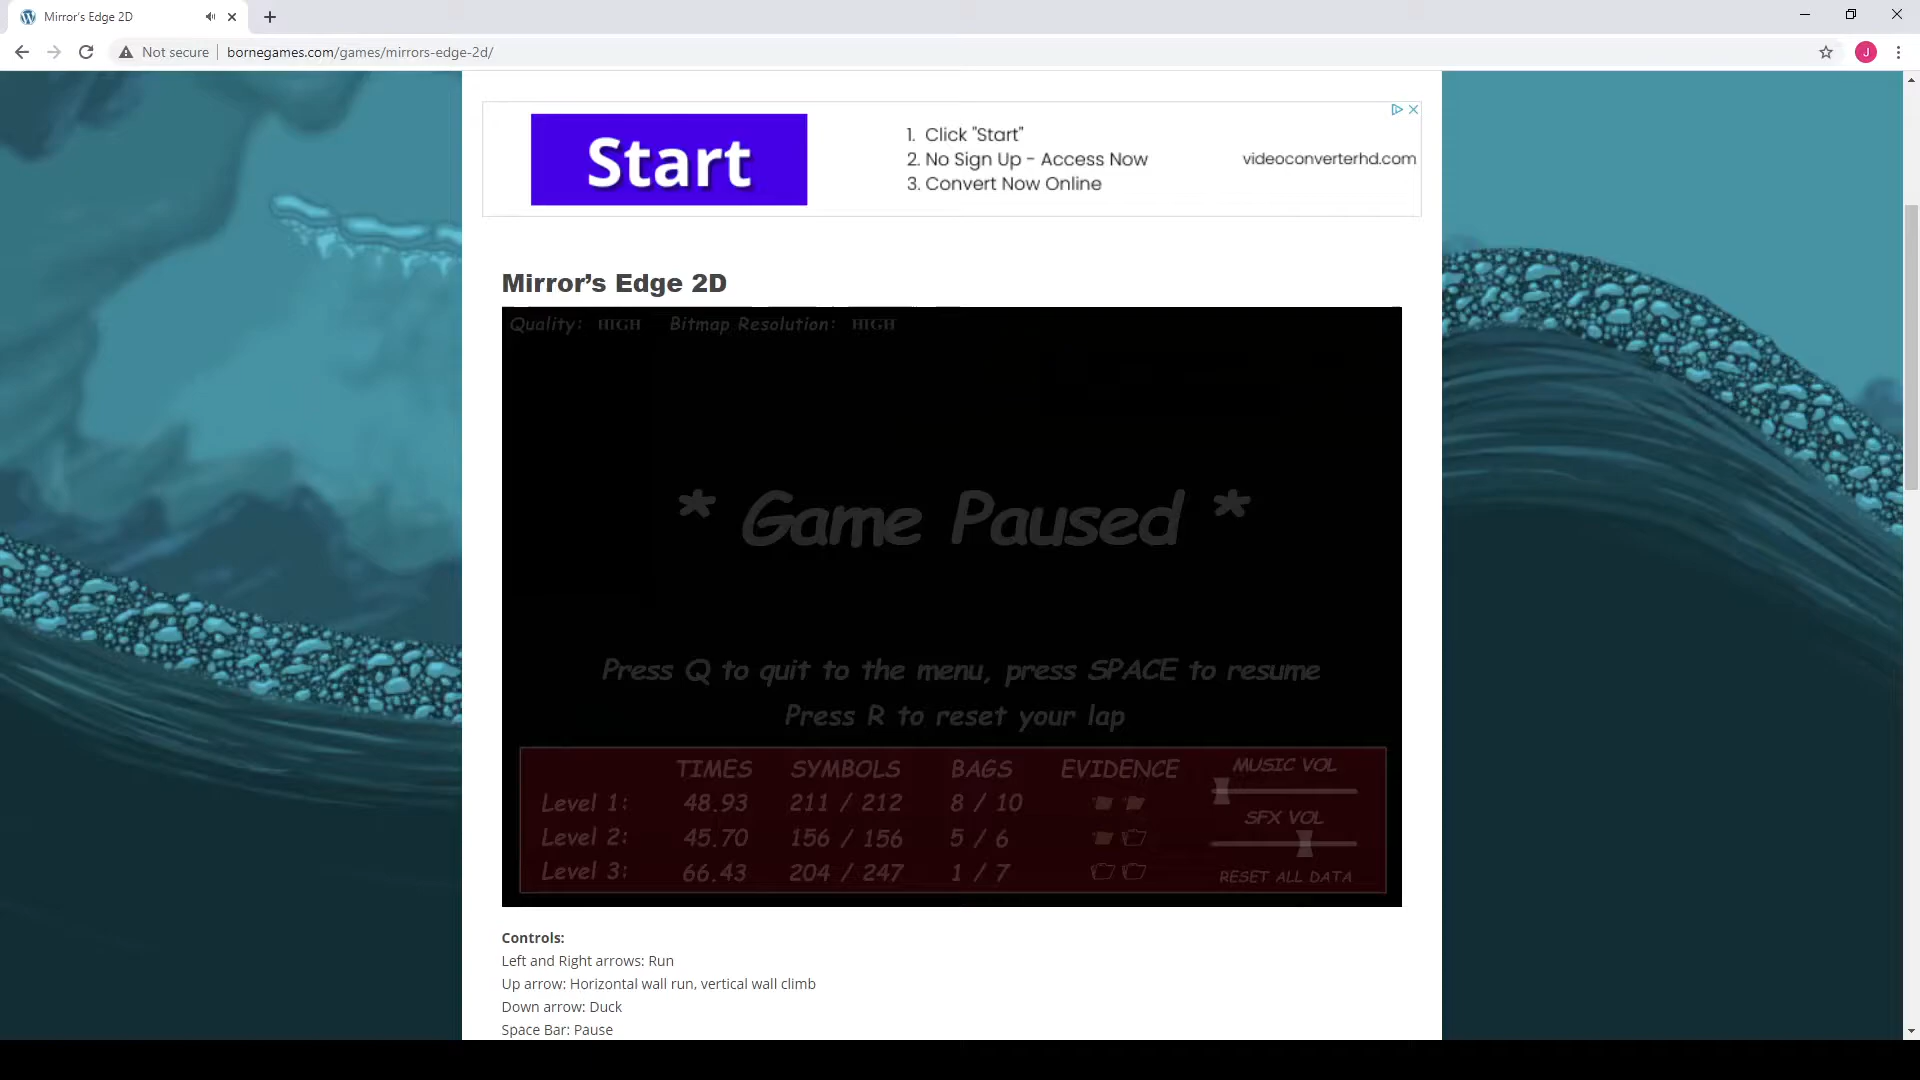 Mirror's Edge 2D
Not secure
bornegames.com/games/mirrors-edge-2d/
J
Start
1. Click "Start"
2. No Sign Up - Access Now
3. Convert Now Online
videoconverterhd.com
Mirror's Edge 2D
Quality: HIGH Bitmap Resolution: HIGH
* Game Paused *
Press Q to quit to the menu, press SPACE to resume
Press R to reset your lap
TIMES SYMBOLS BAGS EVIDENCE MUSIC VOL
Level 1: 48.93 211 / 212 8 / 10
SFX VOL
Level 2: 45.70 156 / 156 5 / 6
Level 3: 66.43 204 / 247 1 / 7 RESET ALL DATA
Controls:
Left and Right arrows: Run
Up arrow: Horizontal wall run, vertical wall climb
Down arrow: Duck
Space Bar: Pause